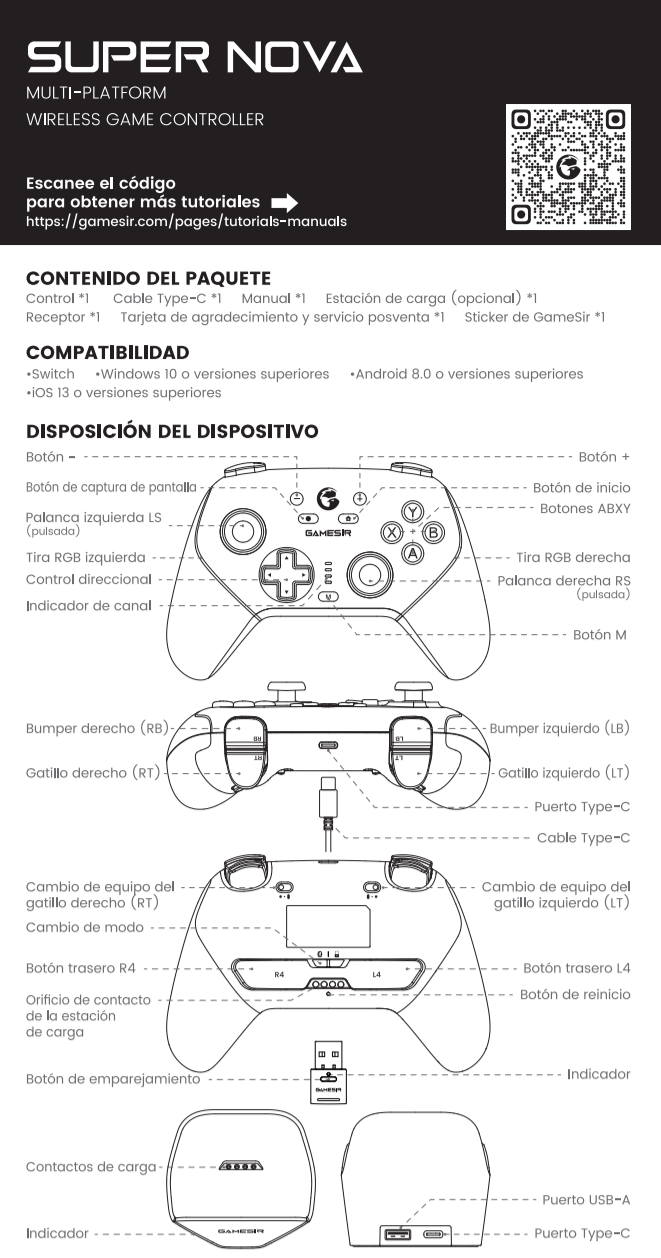 SUPER NOVA
MULTI-PLATFORM
WIRELESS GAME CONTROLLER
Escanee el código
para obtener más tutoriales
https://gamesir.com/pages/tutorials-manuals
CONTENIDO DEL PAQUETE
Control *1 Cable Type-C *1 Manual *1 Estación de carga (opcional) *1
Receptor *1 Tarjeta de agradecimiento y servicio posventa *1 Sticker de GameSir *1
COMPATIBILIDAD
•Switch •Windows 10 o versiones superiores •Android 8.0 o versiones superiores
•iOS 13 o versiones superiores
DISPOSICIÓN DEL DISPOSITIVO
Botón -
Botón +
Botón de captura de pantalla
Botón de inicio
Botones ABXY
Palanca izquierda LS
(pulsada)
Y
X
B
A
GAMESIR
Tira RGB izquierda
Tira RGB derecha
Control direccional
Palanca derecha RS
(pulsada)
Indicador de canal
M
Botón M
Bumper derecho (RB)
RB
LB
Bumper izquierdo (LB)
Gatillo derecho (RT)
RT
LT
Gatillo izquierdo (LT)
Puerto Type-C
Cable Type-C
Cambio de equipo del
gatillo derecho (RT)
Cambio de equipo del
gatillo izquierdo (LT)
Cambio de modo
Botón trasero R4
R4
L4
Botón trasero L4
Orificio de contacto
de la estación
de carga
Botón de reinicio
Botón de emparejamiento
Indicador
GAMESIR
Contactos de carga
Puerto USB-A
Indicador
GAMESIR
Puerto Type-C